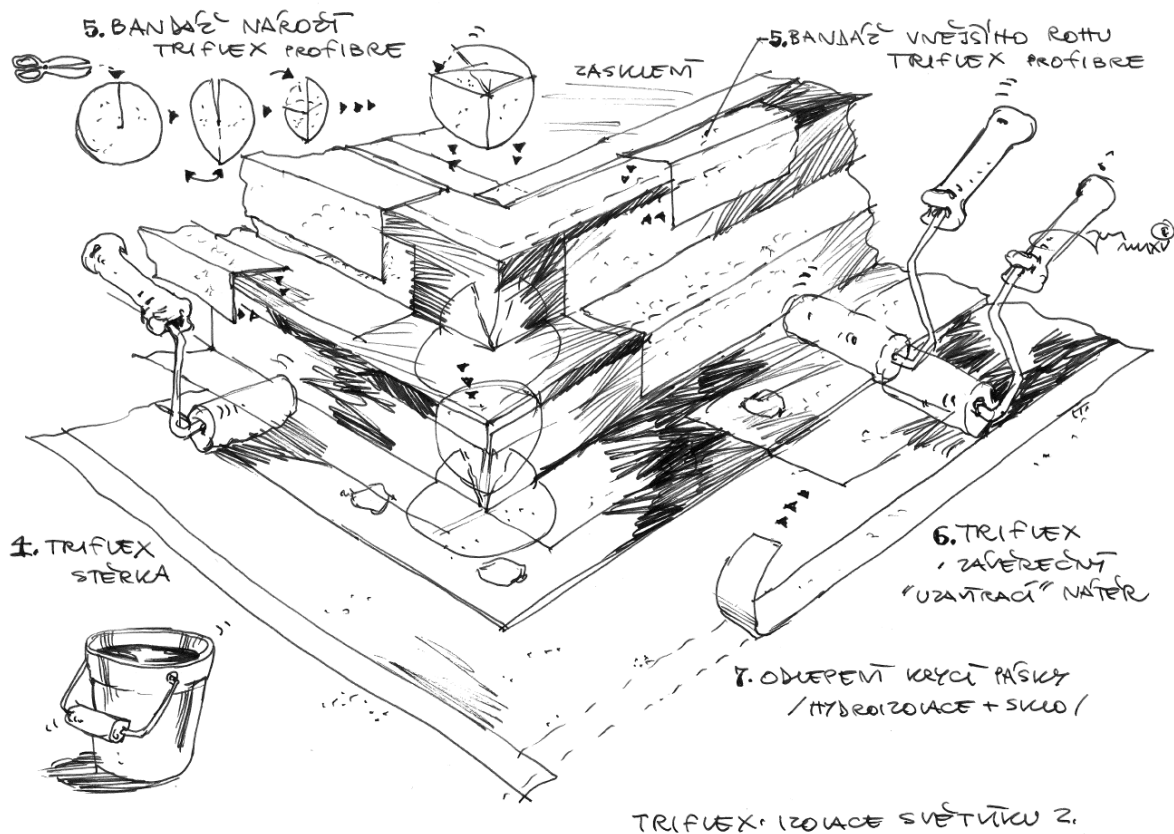 5. BANDÁŽ NÁROŽÍ
TRIFLEX PROFIBRE
ZASKLENÍ
5. BANDÁŽ VNĚJŠÍHO ROHU
TRIFLEX PROFIBRE
4. TRIFLEX
STĚRKA
6. TRIFLEX
ZÁVĚREČNÝ
"UZAVÍRACÍ" NÁTĚR
7. ODLEPENÍ KRYCÍ PÁSKY
/HYDROIZOLACE + SKLO/
TRIFLEX. IZOLACE SVĚTLÍKU 2.